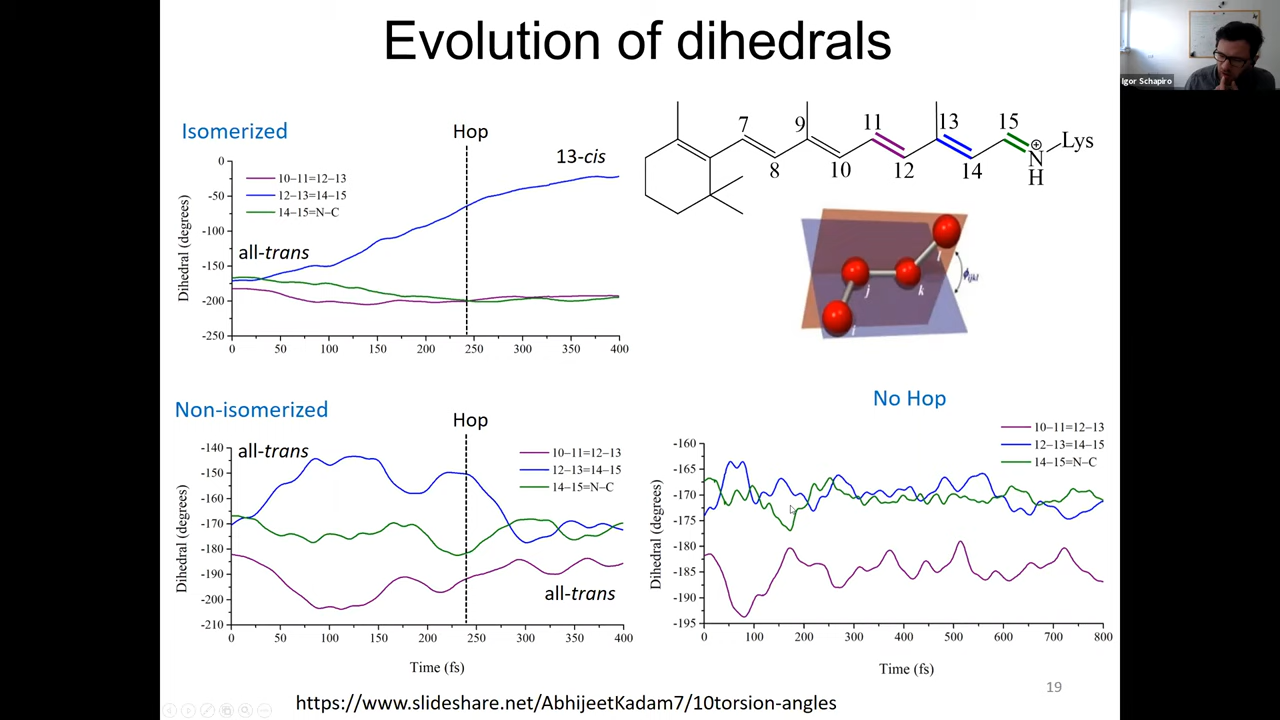 Evolution of dihedrals
Igor Schapiro
Isomerized
Hop
13-cis
10–11=12–13
12–13=14–15
14–15=N–C
all-trans
Dihedral (degrees)
0
-50
-100
-150
-200
-250
0 50 100 150 200 250 300 350 400
7 9 11 13 15
8 10 12 14
N
H
Lys
i j k l ϕijkl
Non-isomerized
Hop
all-trans
10–11=12–13
12–13=14–15
14–15=N–C
Dihedral (degrees)
-140
-150
-160
-170
-180
-190
-200
-210
all-trans
0 50 100 150 200 250 300 350 400
Time (fs)
No Hop
10–11=12–13
12–13=14–15
14–15=N–C
Dihedral (degrees)
-160
-165
-170
-175
-180
-185
-190
-195
0 100 200 300 400 500 600 700 800
Time (fs)
https://www.slideshare.net/AbhijeetKadam7/10torsion-angles
19